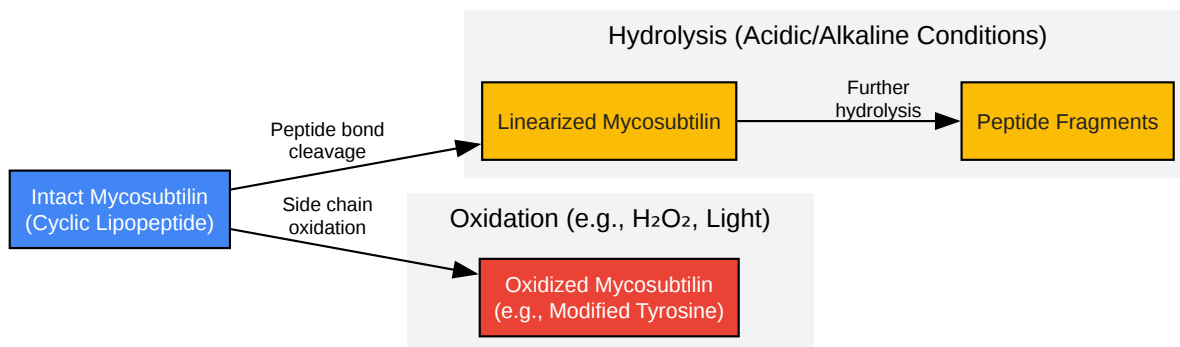 Hydrolysis (Acidic/Alkaline Conditions)
Linearized Mycosubtilin
Further
hydrolysis
Peptide Fragments
Peptide bond
cleavage
Intact Mycosubtilin
(Cyclic Lipopeptide)
Side chain
oxidation
Oxidation (e.g., H₂O₂, Light)
Oxidized Mycosubtilin
(e.g., Modified Tyrosine)